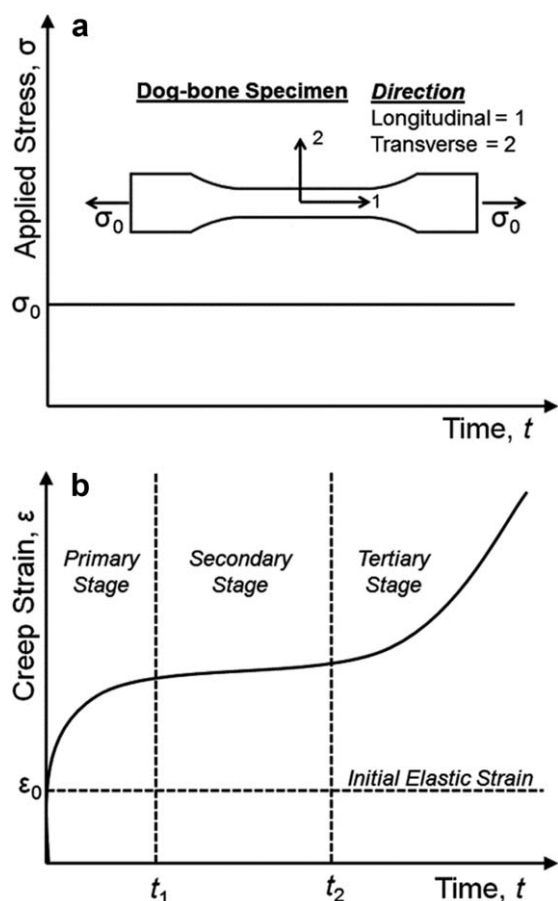 a
Applied Stress, σ
Dog-bone Specimen
Direction
Longitudinal = 1
Transverse = 2
2
1
σ0
σ0
σ0
Time, t
b
Creep Strain, ε
Primary
Stage
Secondary
Stage
Tertiary
Stage
ε0
Initial Elastic Strain
t1
t2
Time, t